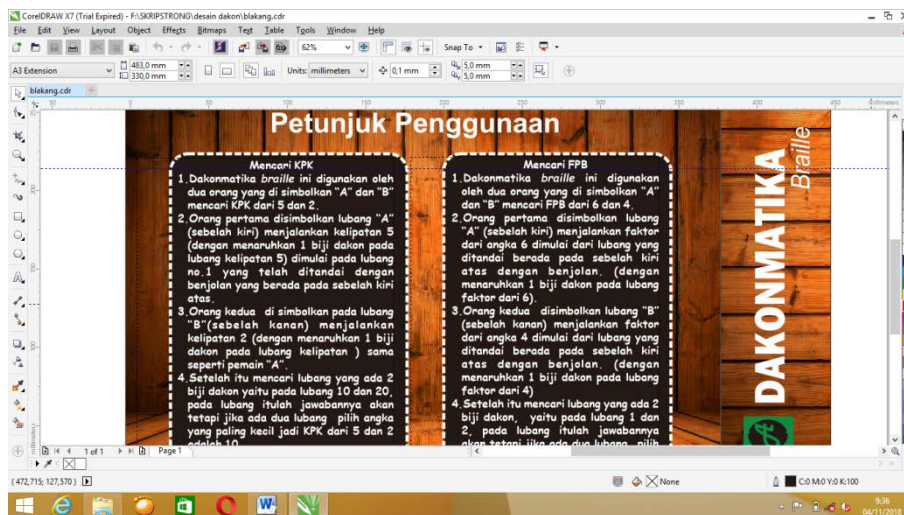 CorelDRAW X7 (Trial Expired) - F:\SKRIPSTRONG\desain dakon\blakang.cdr
File Edit View Layout Object Effects Bitmaps Text Table Tools Window Help
62% Snap To
A3 Extension 483,0 mm 330,0 mm Units: millimeters 0,1 mm 5,0 mm 5,0 mm
blakang.cdr
Petunjuk Penggunaan
Mencari KPK
1.Dakonmatika braille ini digunakan oleh
dua orang yang di simbolkan “A” dan “B”
mencari KPK dari 5 dan 2.
2.Orang pertama disimbolkan lubang “A”
(sebelah kiri) menjalankan kelipatan 5
(dengan menaruhkan 1 biji dakon pada
lubang kelipatan 5) dimulai pada lubang
no.1 yang telah ditandai dengan
benjolan yang berada pada sebelah kiri
atas.
3.Orang kedua di simbolkan pada lubang
“B”(sebelah kanan) menjalankan
kelipatan 2 (dengan menaruhkan 1 biji
dakon pada lubang kelipatan ) sama
seperti pemain “A”.
4.Setelah itu mencari lubang yang ada 2
biji dakon yaitu pada lubang 10 dan 20,
pada lubang itulah jawabannya akan
tetapi jika ada dua lubang pilih angka
yang paling kecil jadi KPK dari 5 dan 2
adalah 10
Mencari FPB
1.Dakonmatika braille ini digunakan
oleh dua orang yang di simbolkan “A”
dan “B” mencari FPB dari 6 dan 4.
2.Orang pertama disimbolkan lubang
“A” (sebelah kiri) menjalankan faktor
dari angka 6 dimulai dari lubang yang
ditandai berada pada sebelah kiri
atas dengan benjolan. (dengan
menaruhkan 1 biji dakon pada lubang
faktor dari 6).
3.Orang kedua disimbolkan lubang “B”
(sebelah kanan) menjalankan faktor
dari angka 4 dimulai dari lubang yang
ditandai berada pada sebelah kiri
atas dengan benjolan. (dengan
menaruhkan 1 biji dakon pada lubang
faktor dari 4)
4.Setelah itu mencari lubang yang ada 2
biji dakon, yaitu pada lubang 1 dan
2, pada lubang itulah jawabannya
akan tetapi jika ada dua lubang pilih
DAKONMATIKA
Braille
1 of 1 Page 1
(472,715; 127,570) None C:0 M:0 Y:0 K:100
9:36
04/11/2018